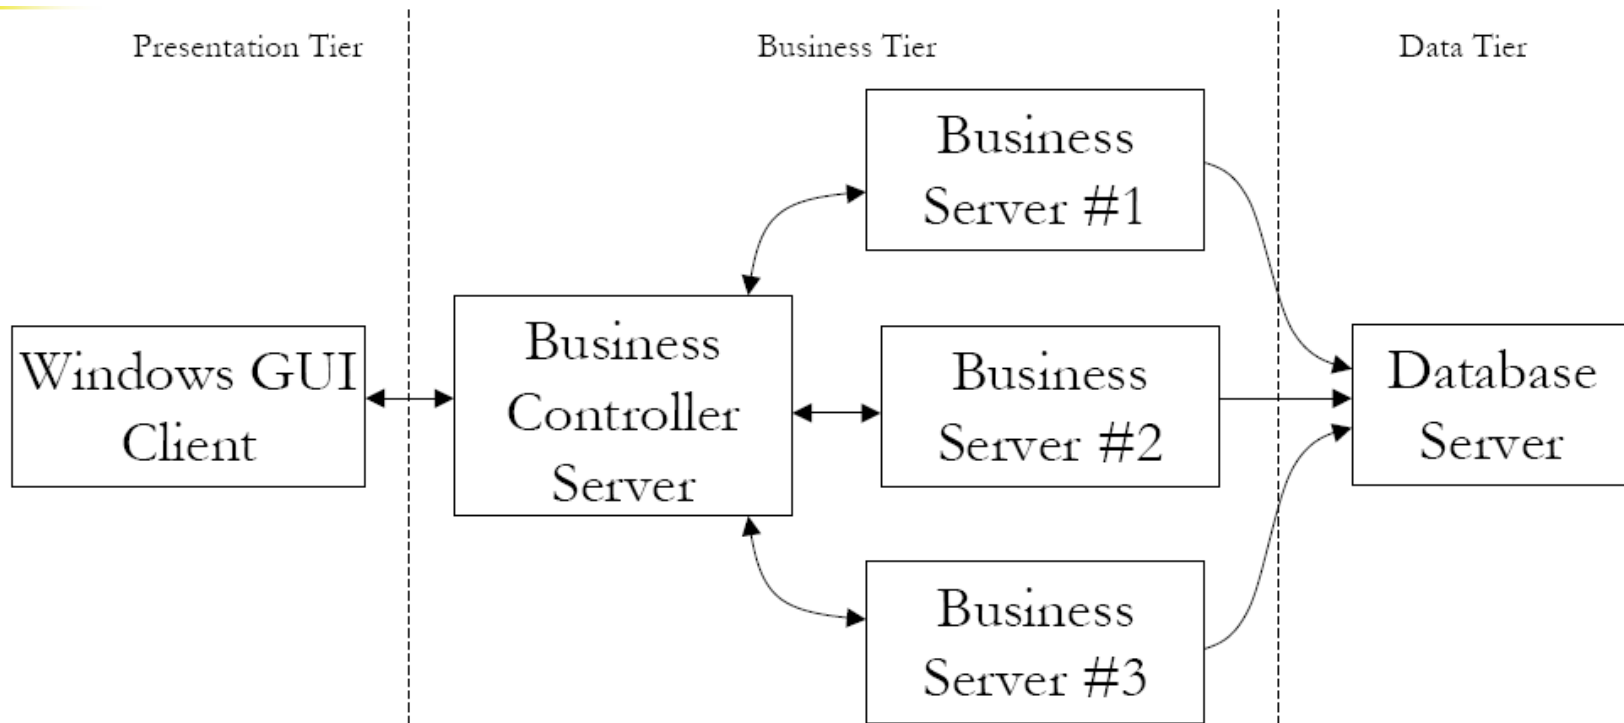 Presentation Tier
Business Tier
Data Tier
Windows GUI
Client
Business
Controller
Server
Business
Server #1
Business
Server #2
Business
Server #3
Database
Server